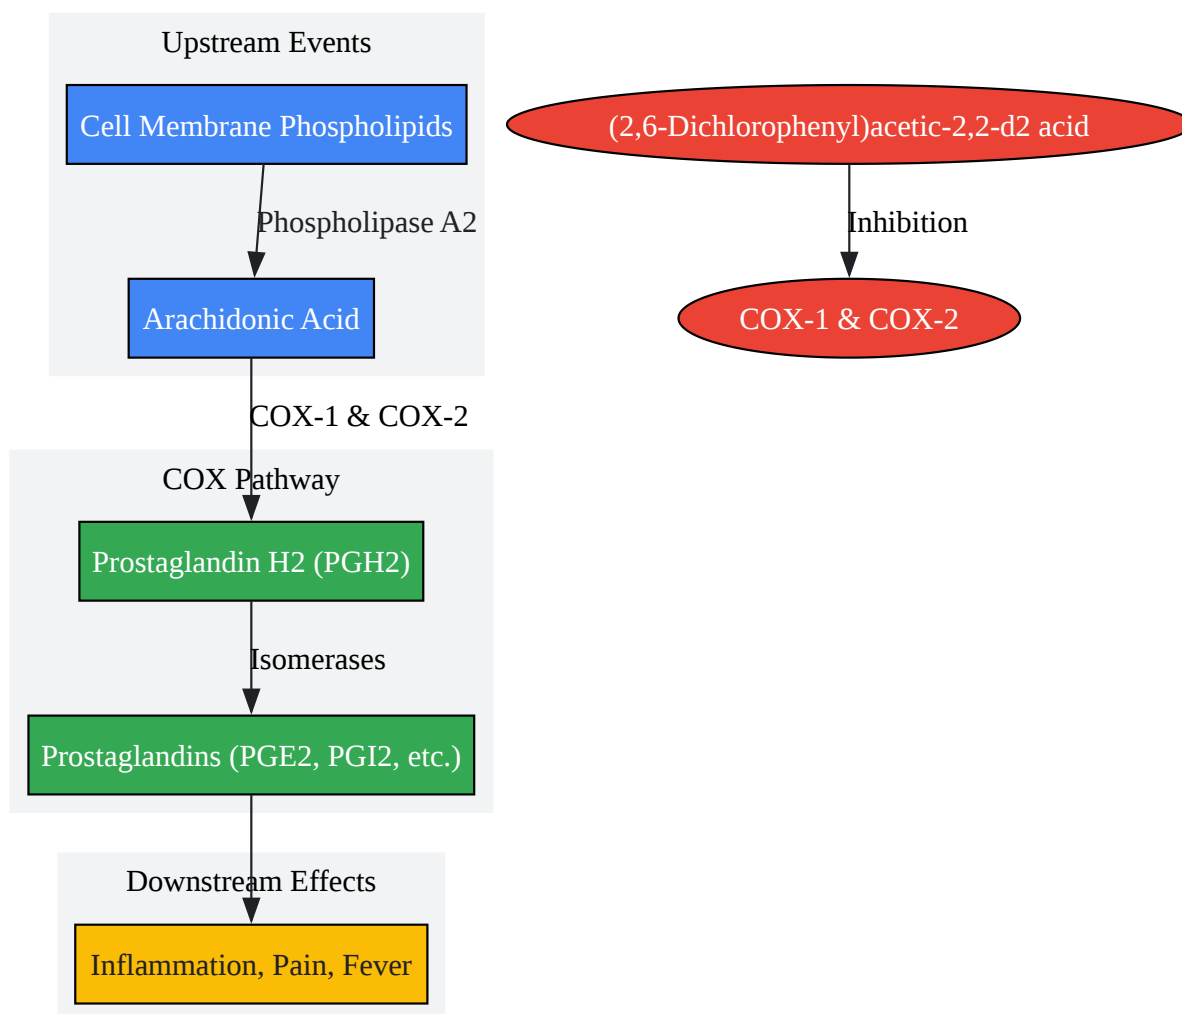 Upstream Events
Cell Membrane Phospholipids
(2,6-Dichlorophenyl)acetic-2,2-d2 acid
Phospholipase A2
Inhibition
Arachidonic Acid
COX-1 & COX-2
COX-1 & COX-2
COX Pathway
Prostaglandin H2 (PGH2)
Isomerases
Prostaglandins (PGE2, PGI2, etc.)
Downstream Effects
Inflammation, Pain, Fever